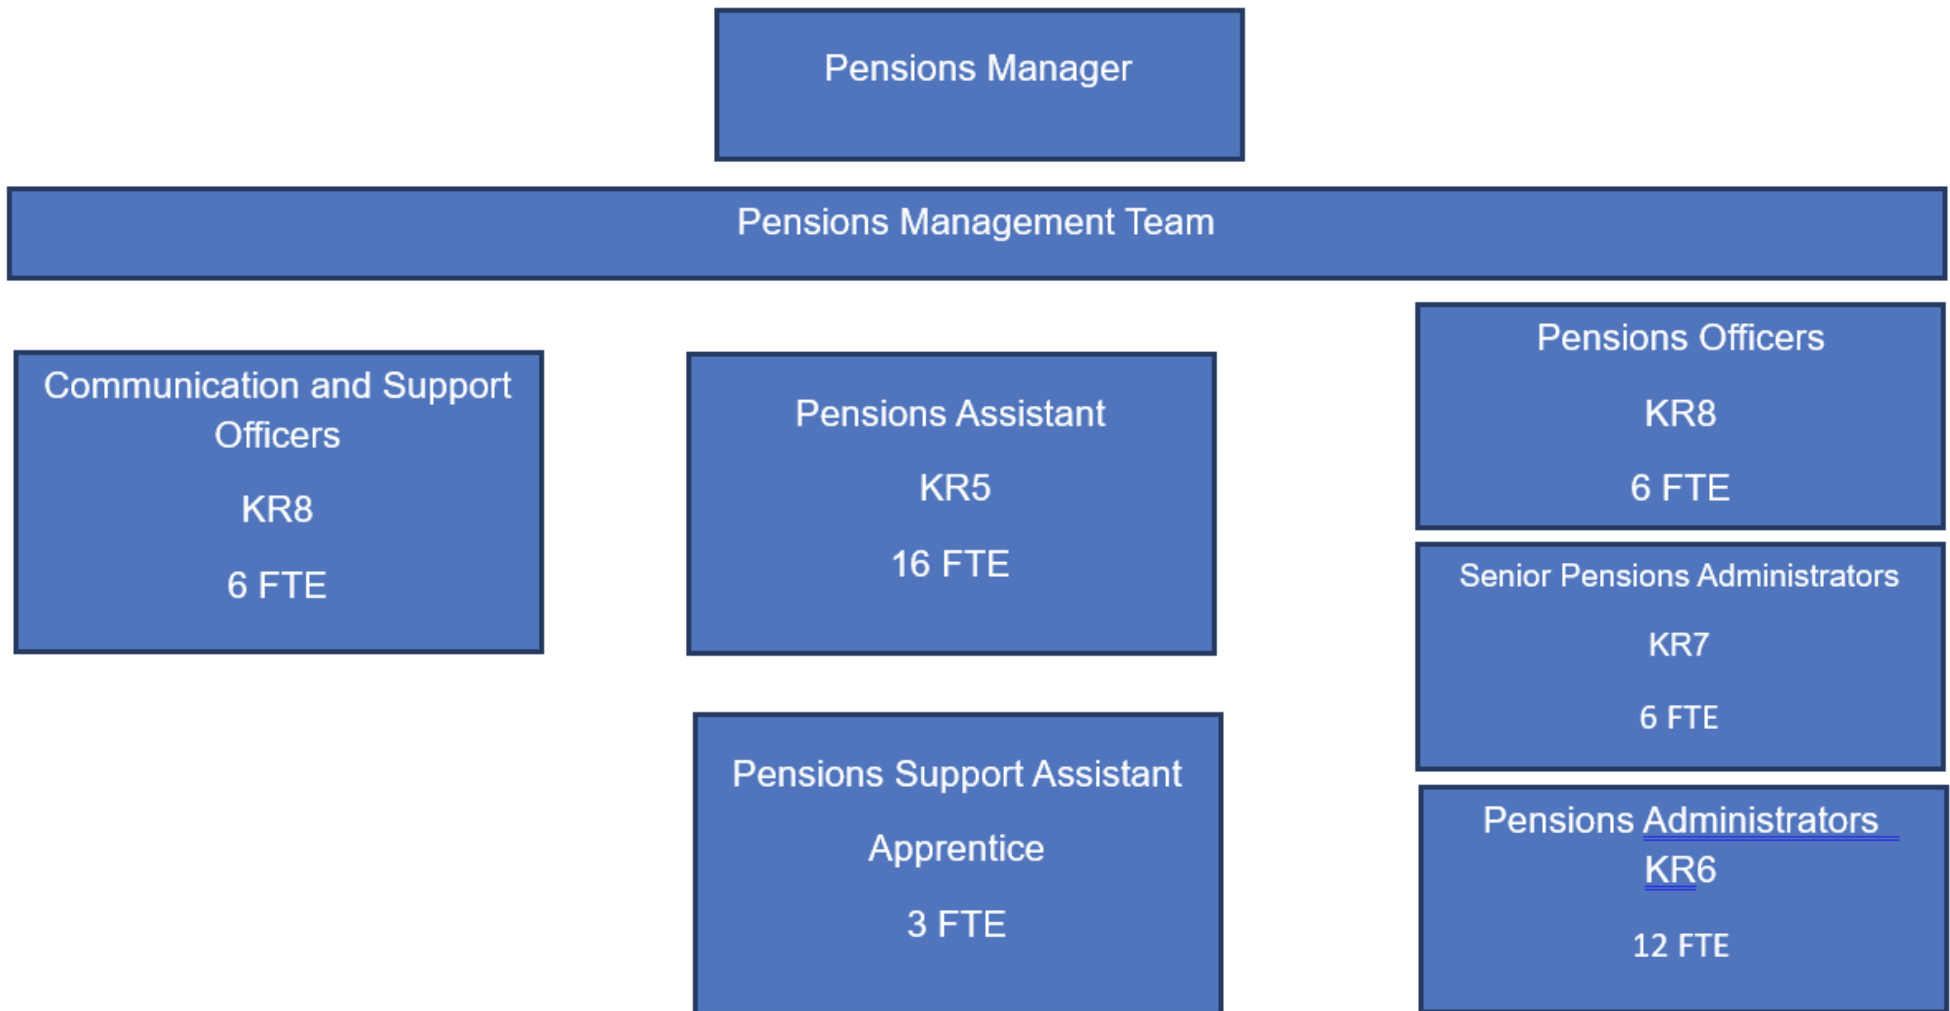 Pensions Manager
Pensions Management Team
Communication and Support
Officers
KR8
6 FTE
Pensions Assistant
KR5
16 FTE
Pensions Support Assistant
Apprentice
3 FTE
Pensions Officers
KR8
6 FTE
Senior Pensions Administrators
KR7
6 FTE
Pensions Administrators
KR6
12 FTE